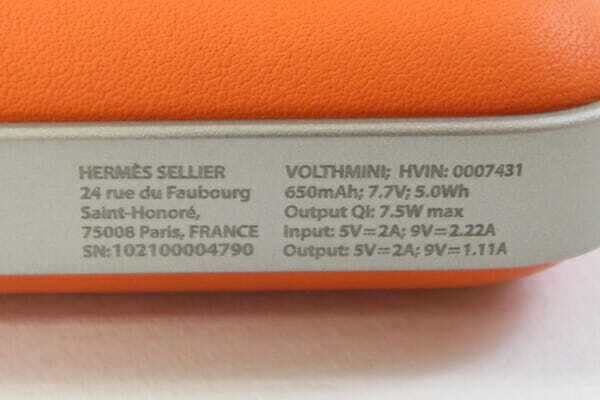 HERMÈS SELLIER
24 rue du Faubourg
Saint-Honoré,
75008 Paris, FRANCE
SN:102100004790
VOLTHMINI; HVIN: 0007431
650mAh; 7.7V; 5.0Wh
Output Qi: 7.5W max
Input: 5V⎓2A; 9V⎓2.22A
Output: 5V⎓2A; 9V⎓1.11A